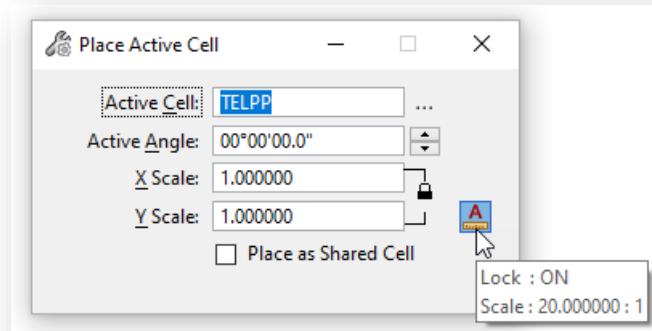 Place Active Cell
Active Cell: TELPP ...
Active Angle: 00°00'00.0"
X Scale: 1.000000
Y Scale: 1.000000
A
Place as Shared Cell
Lock : ON
Scale : 20.000000 : 1